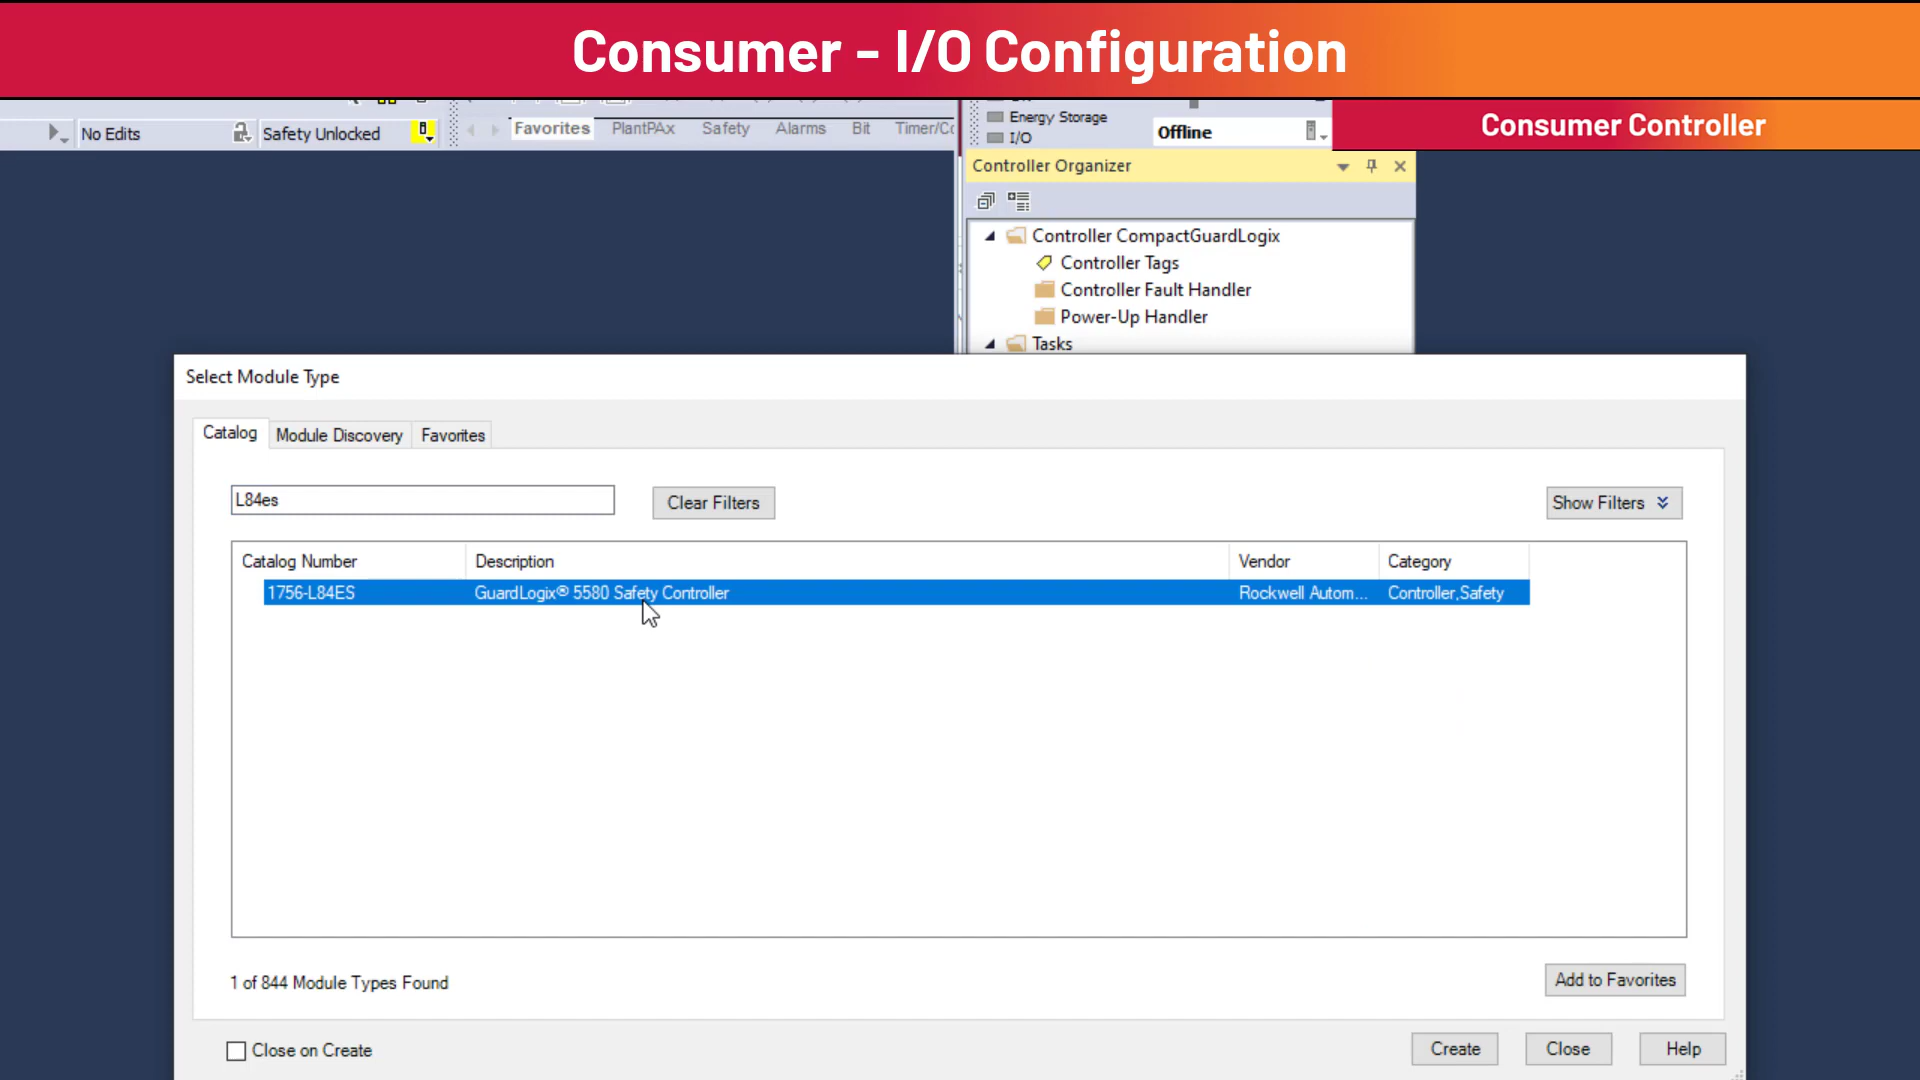 Consumer - I/O Configuration
Consumer Controller
No Edits
Safety Unlocked
Favorites PlantPAx Safety Alarms Bit Timer/Co
Energy Storage
I/O
Offline
Controller Organizer
Controller CompactGuardLogix
Controller Tags
Controller Fault Handler
Power-Up Handler
Tasks
Select Module Type
Catalog Module Discovery Favorites
L84es
Clear Filters
Show Filters
Catalog Number Description Vendor Category
1756-L84ES GuardLogix® 5580 Safety Controller Rockwell Autom... Controller,Safety
1 of 844 Module Types Found
Add to Favorites
Close on Create
Create Close Help